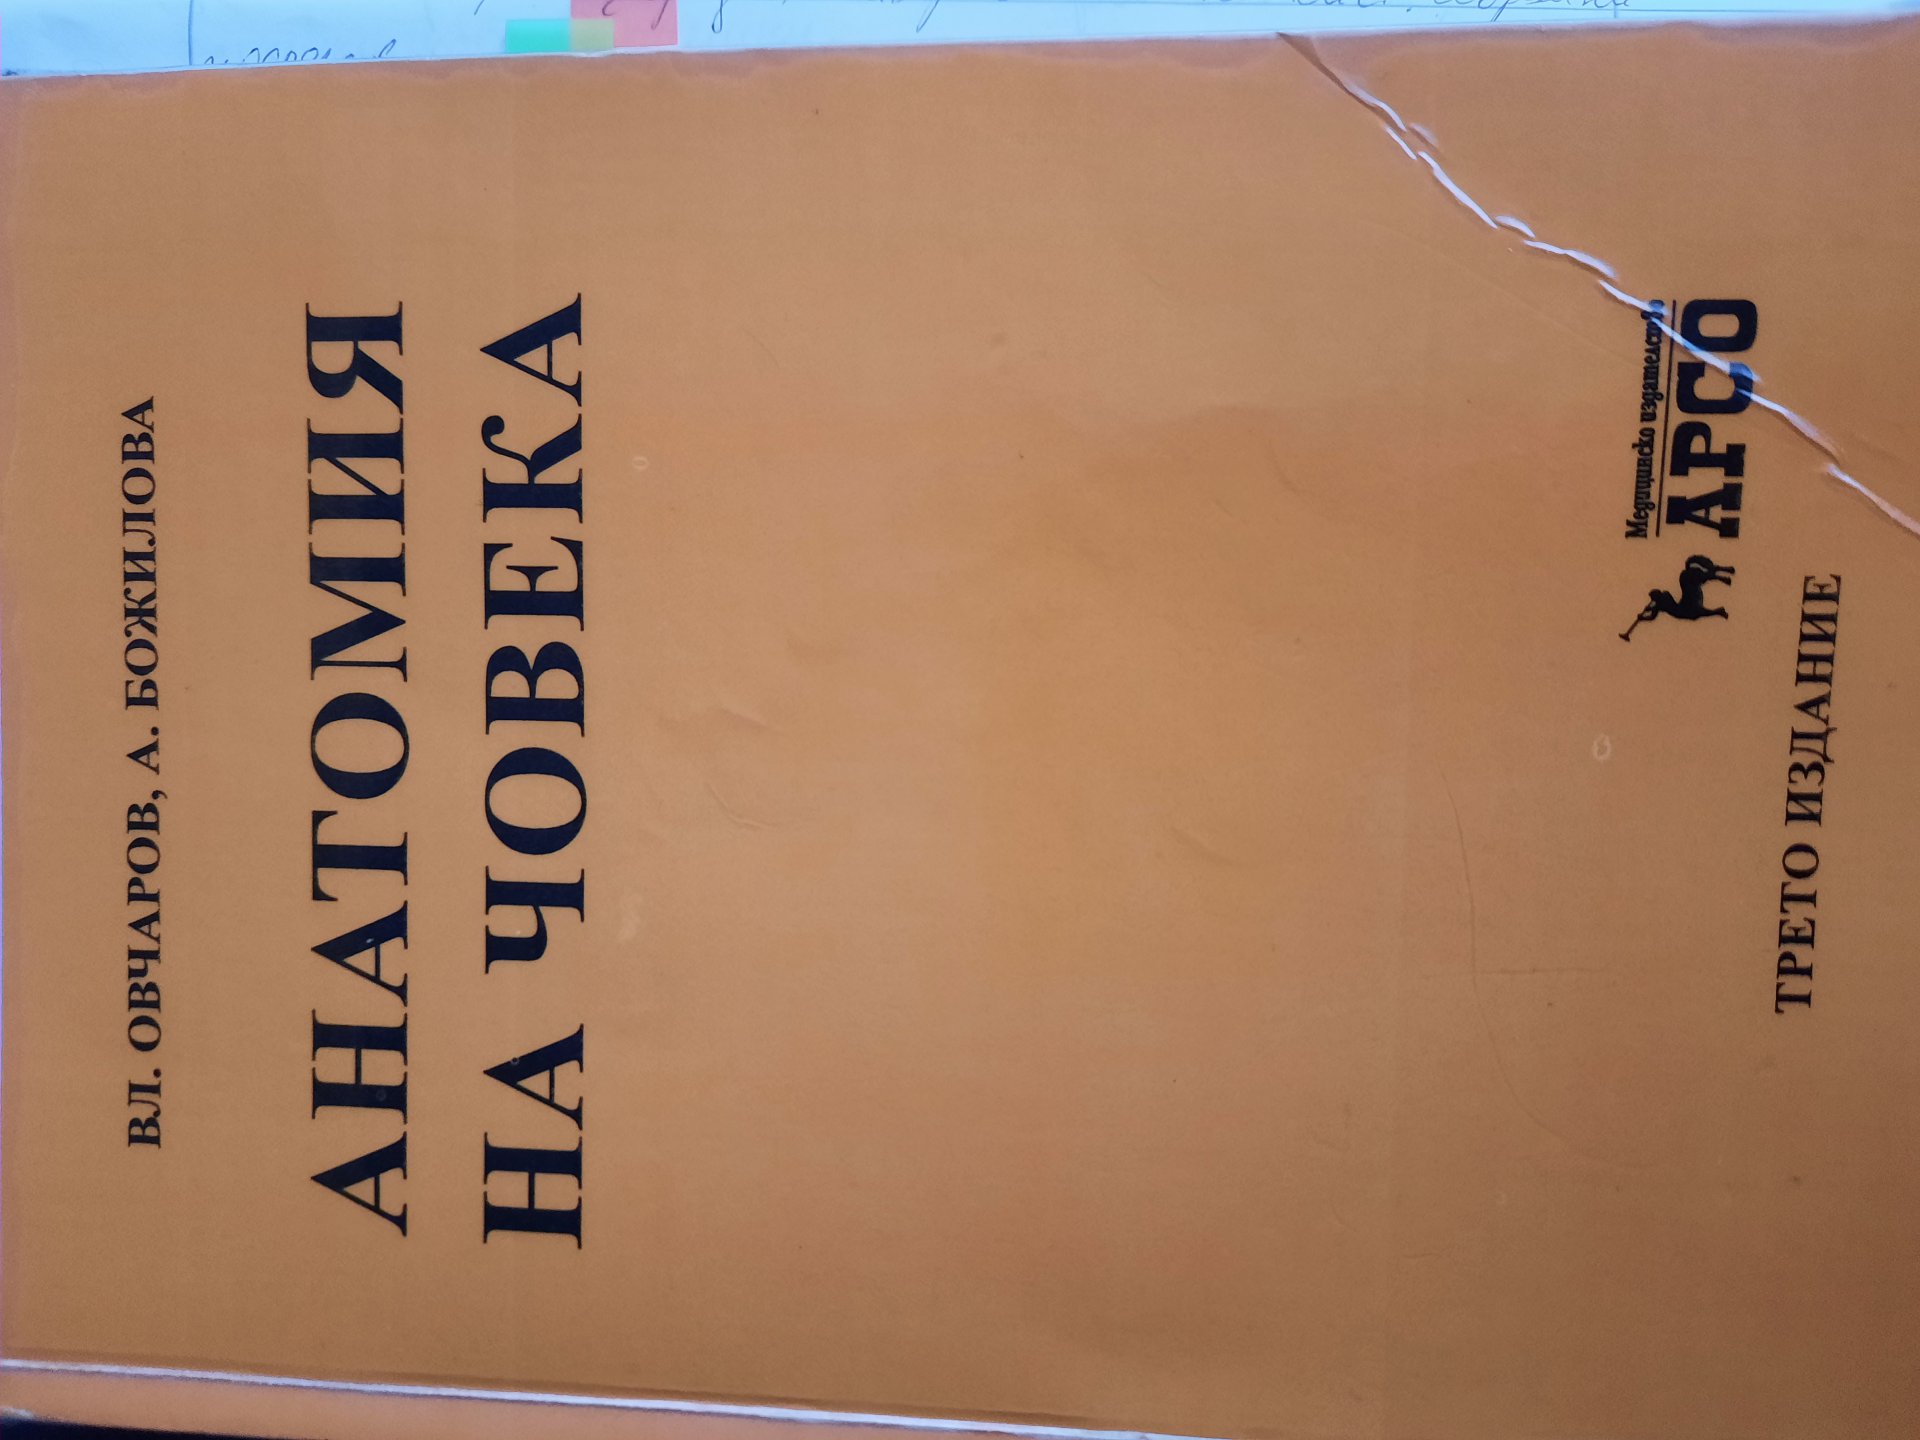 ВЛ. ОВЧАРОВ, А. БОЖИЛОВА
АНАТОМИЯ
НА ЧОВЕКА
Медицинско издателство
АРСО
ТРЕТО ИЗДАНИЕ